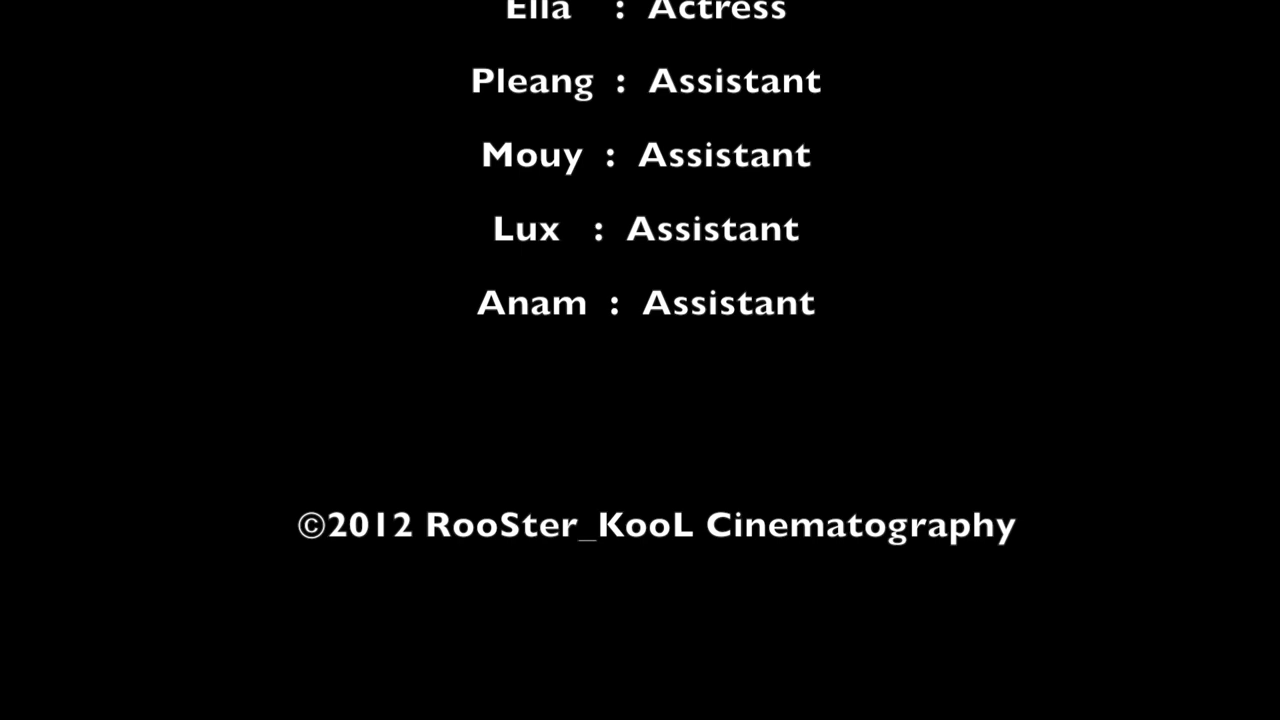 Ella : Actress
Pleang : Assistant
Mouy : Assistant
Lux : Assistant
Anam : Assistant
©2012 RooSter_KooL Cinematography